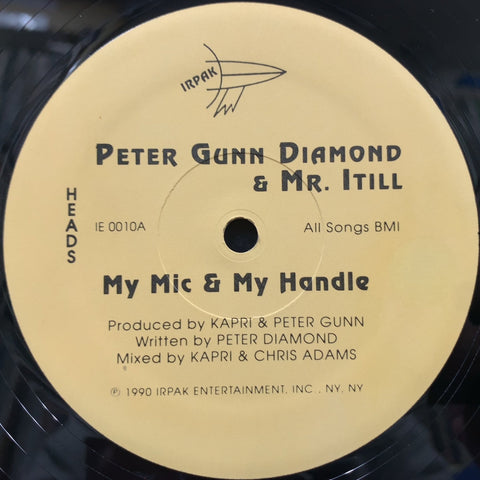 IRPAK
PETER GUNN DIAMOND
& MR. ITILL
HEADS
IE 0010A
All Songs BMI
My Mic & My Handle
Produced by KAPRI & PETER GUNN
Written by PETER DIAMOND
Mixed by KAPRI & CHRIS ADAMS
℗ 1990 IRPAK ENTERTAINMENT, INC., NY, NY